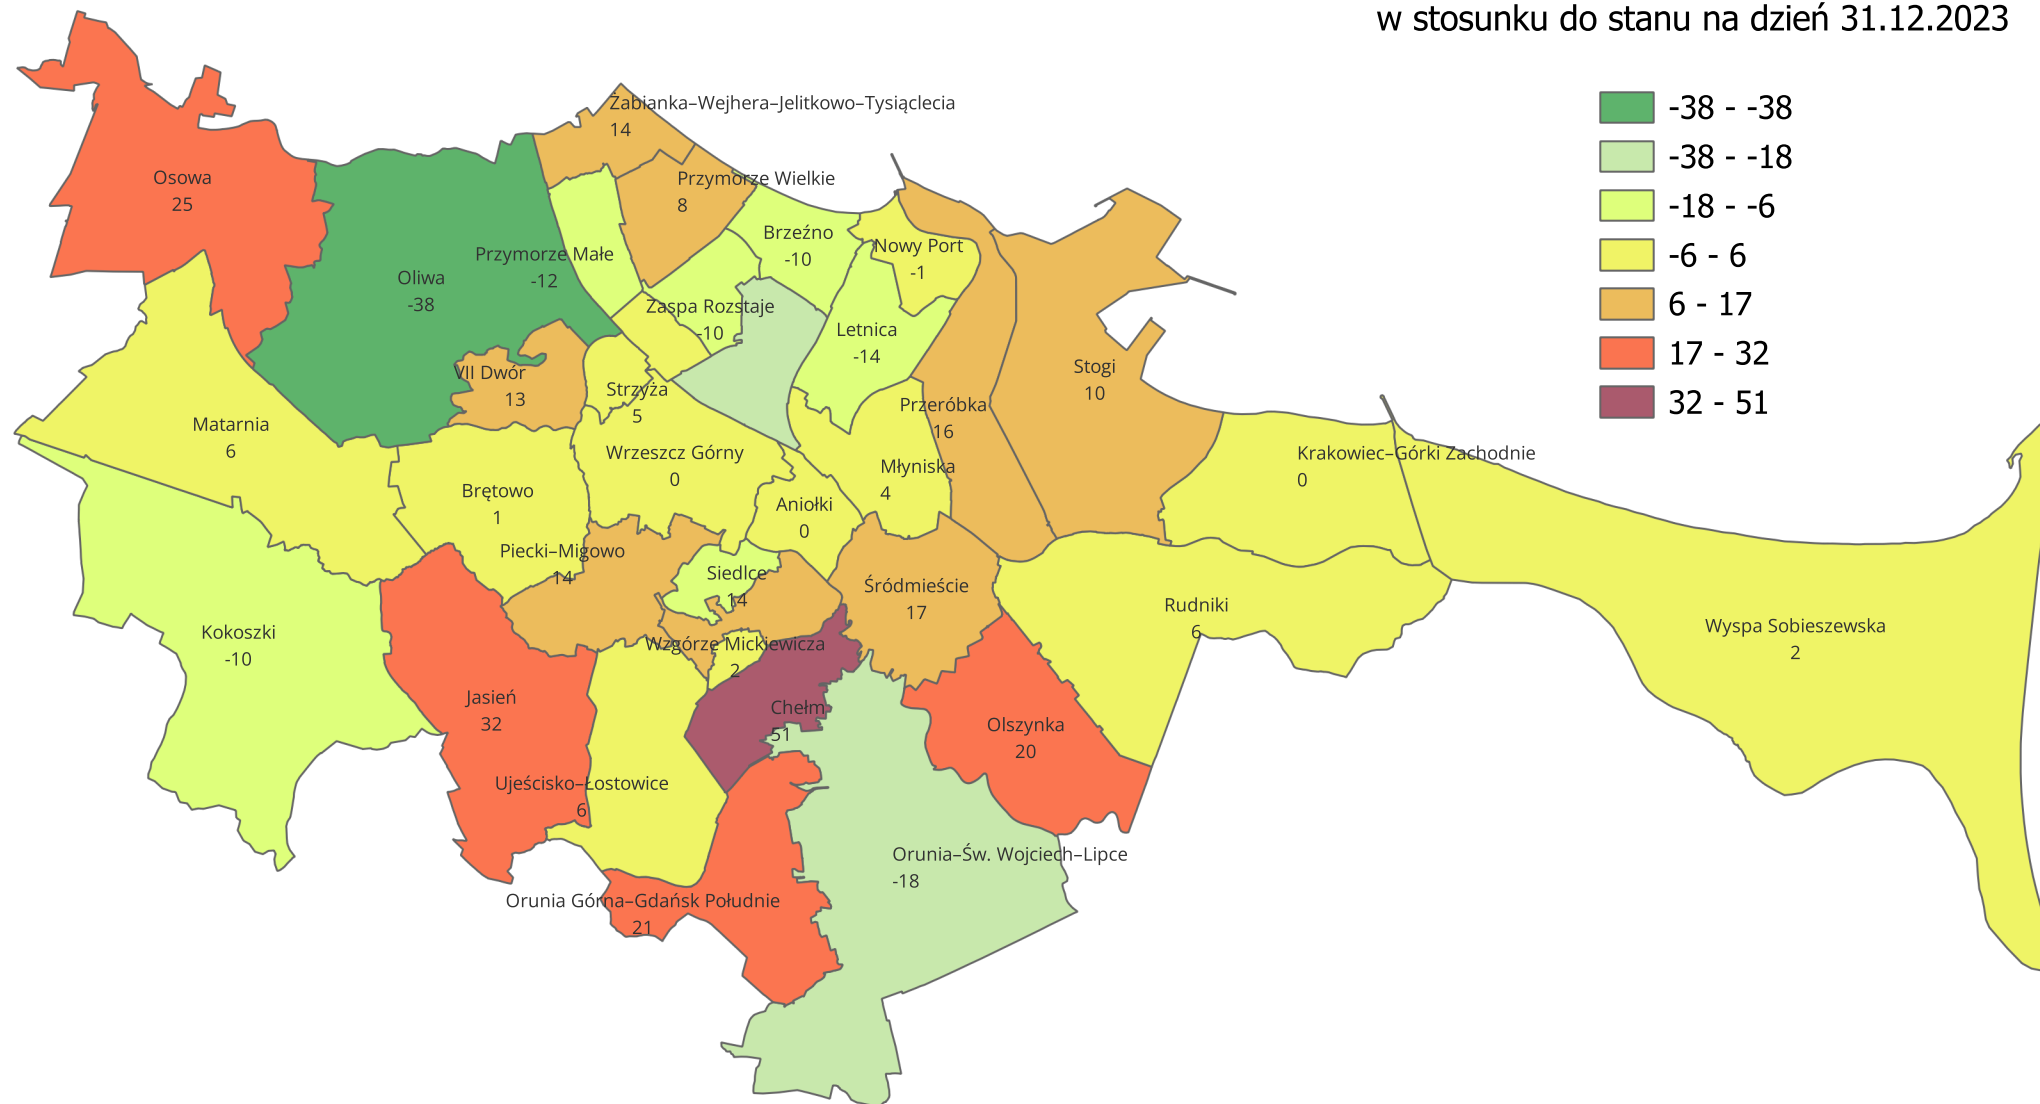 w stosunku do stanu na dzień 31.12.2023
-38 - -38
-38 - -18
-18 - -6
-6 - 6
6 - 17
17 - 32
32 - 51
Żabianka–Wejhera–Jelitkowo–Tysiąclecia
14
Osowa
25
Przymorze Wielkie
8
Brzeźno
-10
Nowy Port
-1
Przymorze Małe
-12
Oliwa
-38
Zaspa Rozstaje
-10
Letnica
-14
Stogi
10
VII Dwór
13
Strzyża
5
Przeróbka
16
Matarnia
6
Wrzeszcz Górny
0
Krakowiec–Górki Zachodnie
0
Młyniska
4
Brętowo
1
Aniołki
0
Piecki–Migowo
14
Siedlce
14
Śródmieście
17
Rudniki
6
Wyspa Sobieszewska
2
Kokoszki
-10
Wzgórze Mickiewicza
2
Jasień
32
Chełm
51
Olszynka
20
Ujeścisko–Łostowice
6
Orunia–Św. Wojciech–Lipce
-18
Orunia Górna–Gdańsk Południe
21